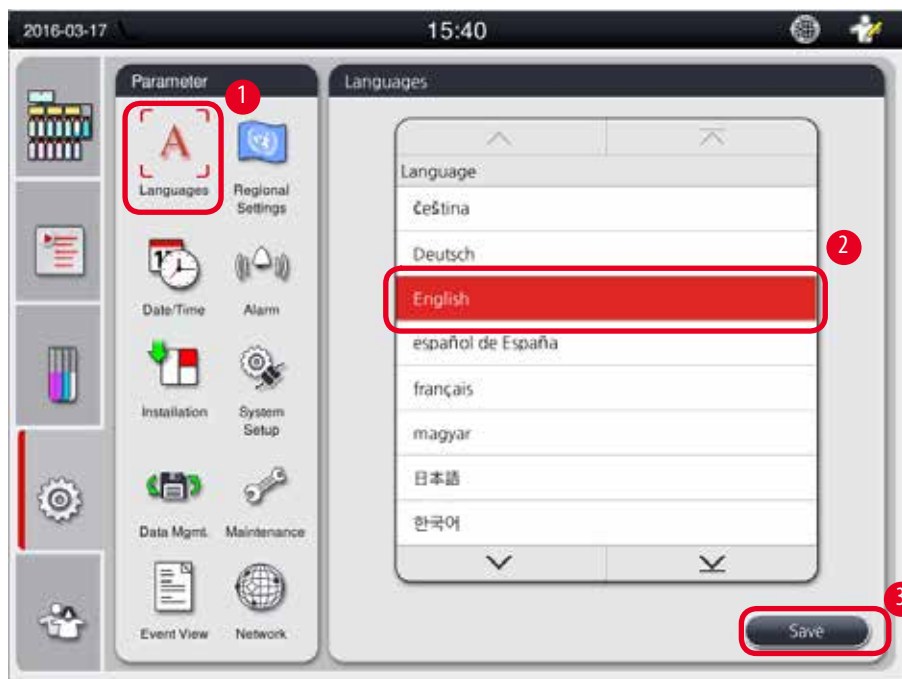 2016-03-17
15:40
Parameter
1
Languages
A
Languages
Regional
Settings
Date/Time
Alarm
Installation
System
Setup
Data Mgmt.
Maintenance
Event View
Network
Language
čeština
Deutsch
2
English
español de España
français
magyar
日本語
한국어
3
Save